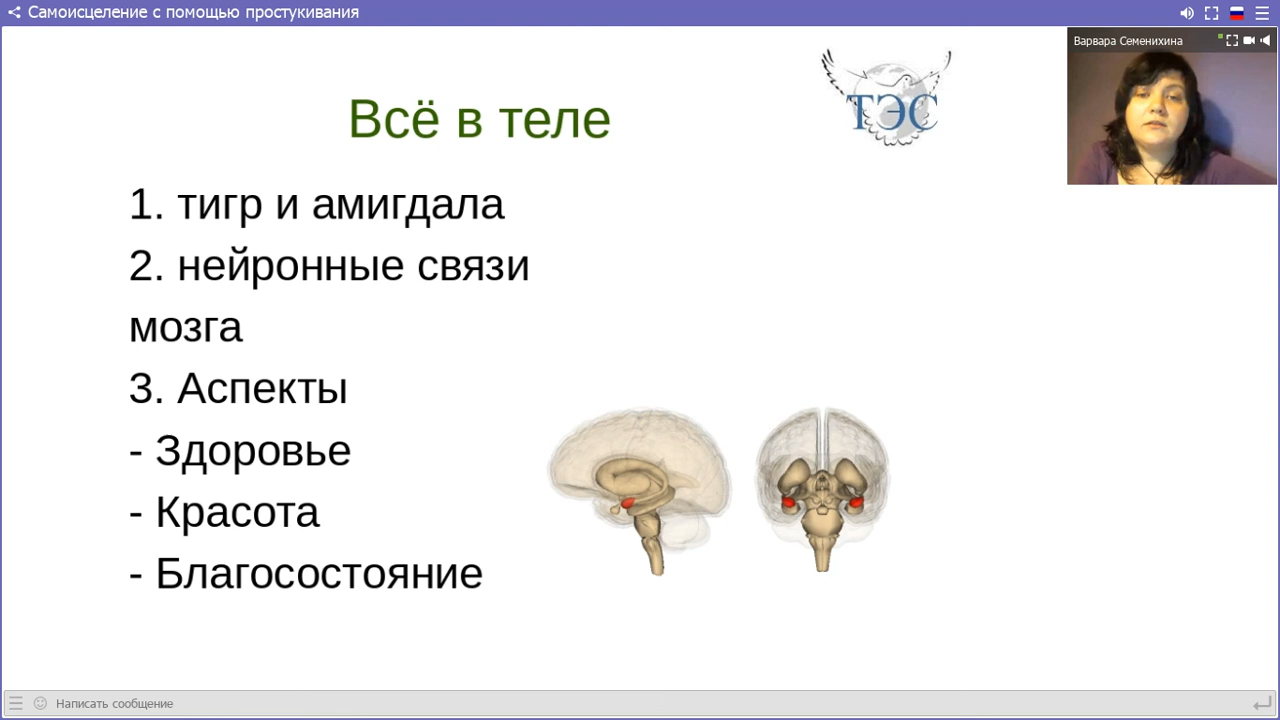 Самоисцеление с помощью простукивания
Варвара Семенихина
ТЭС
Всё в теле
1. тигр и амигдала
2. нейронные связи
мозга
3. Аспекты
- Здоровье
- Красота
- Благосостояние
Написать сообщение